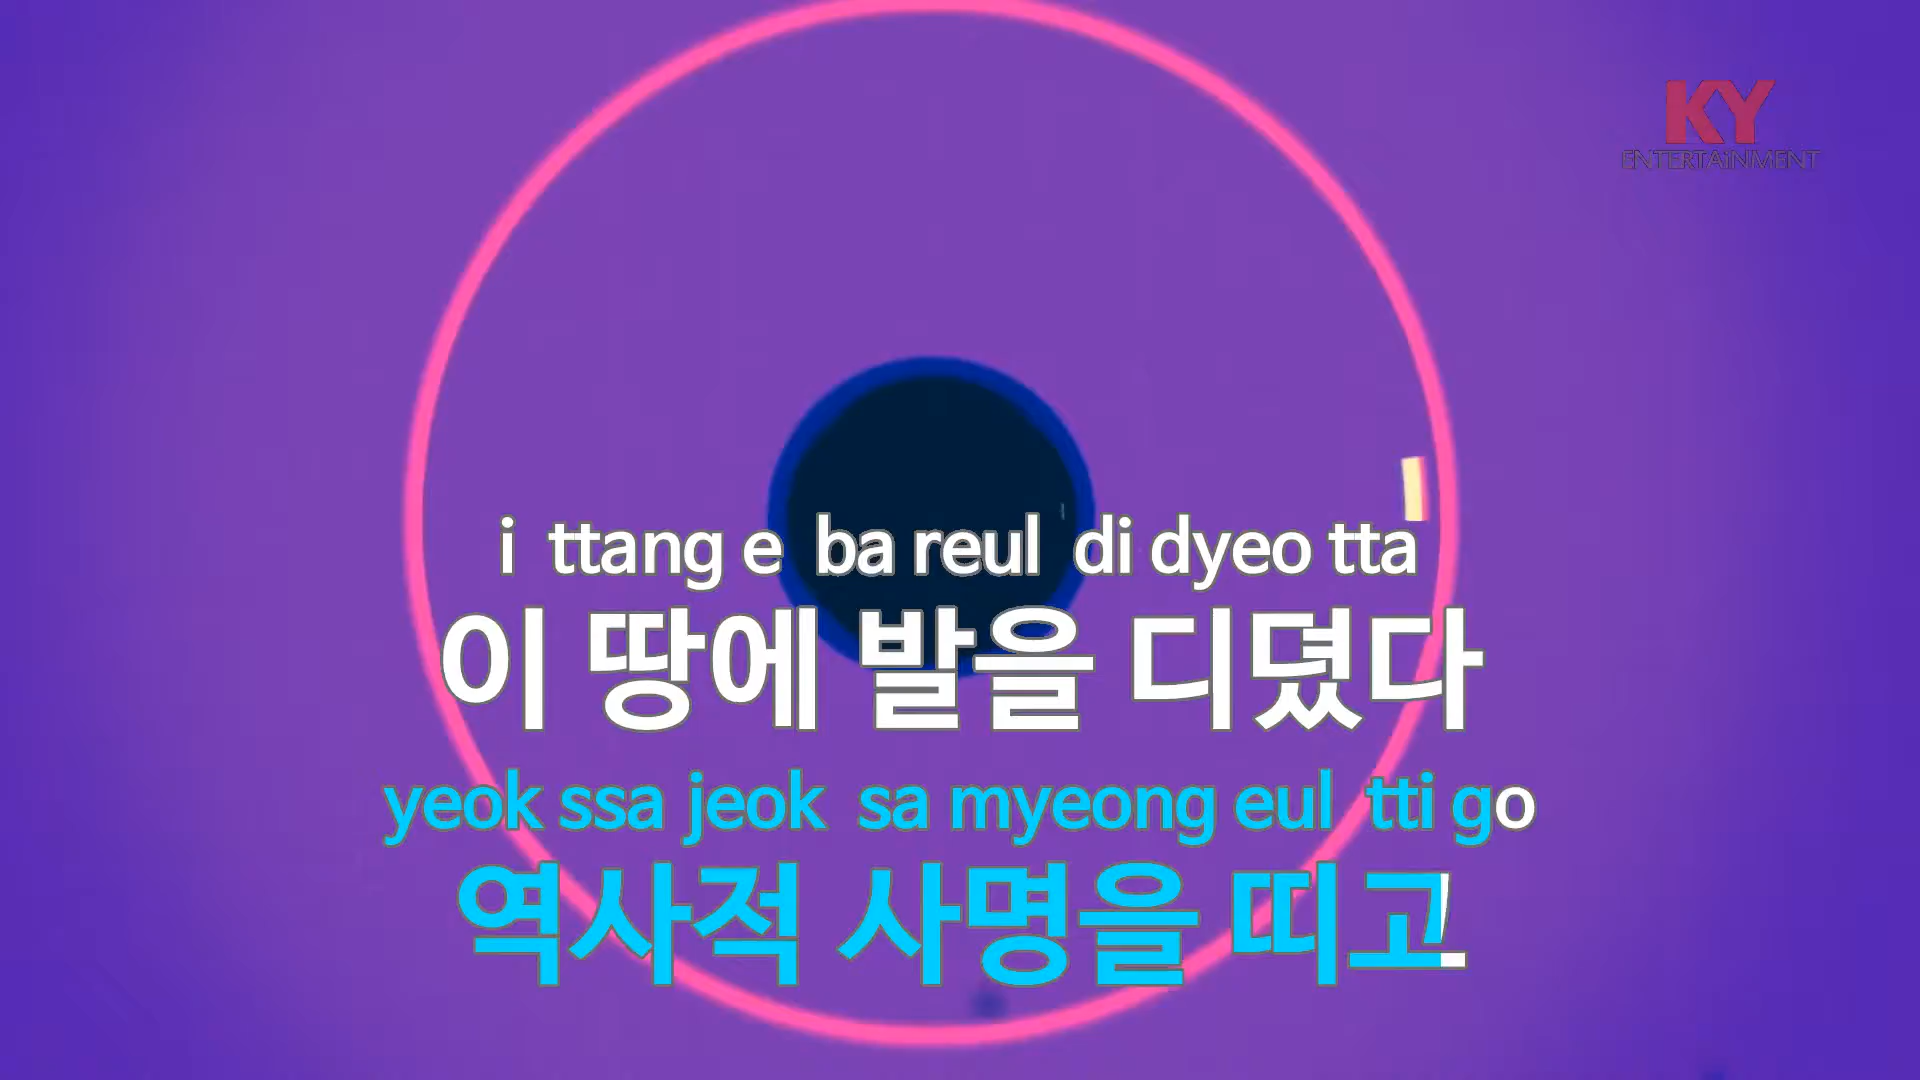 KY
ENTERTAiNMENT
i ttang e ba reul di dyeo tta
이 땅에 발을 디뎠다
yeok ssa jeok sa myeong eul tti go
역사적 사명을 띠고